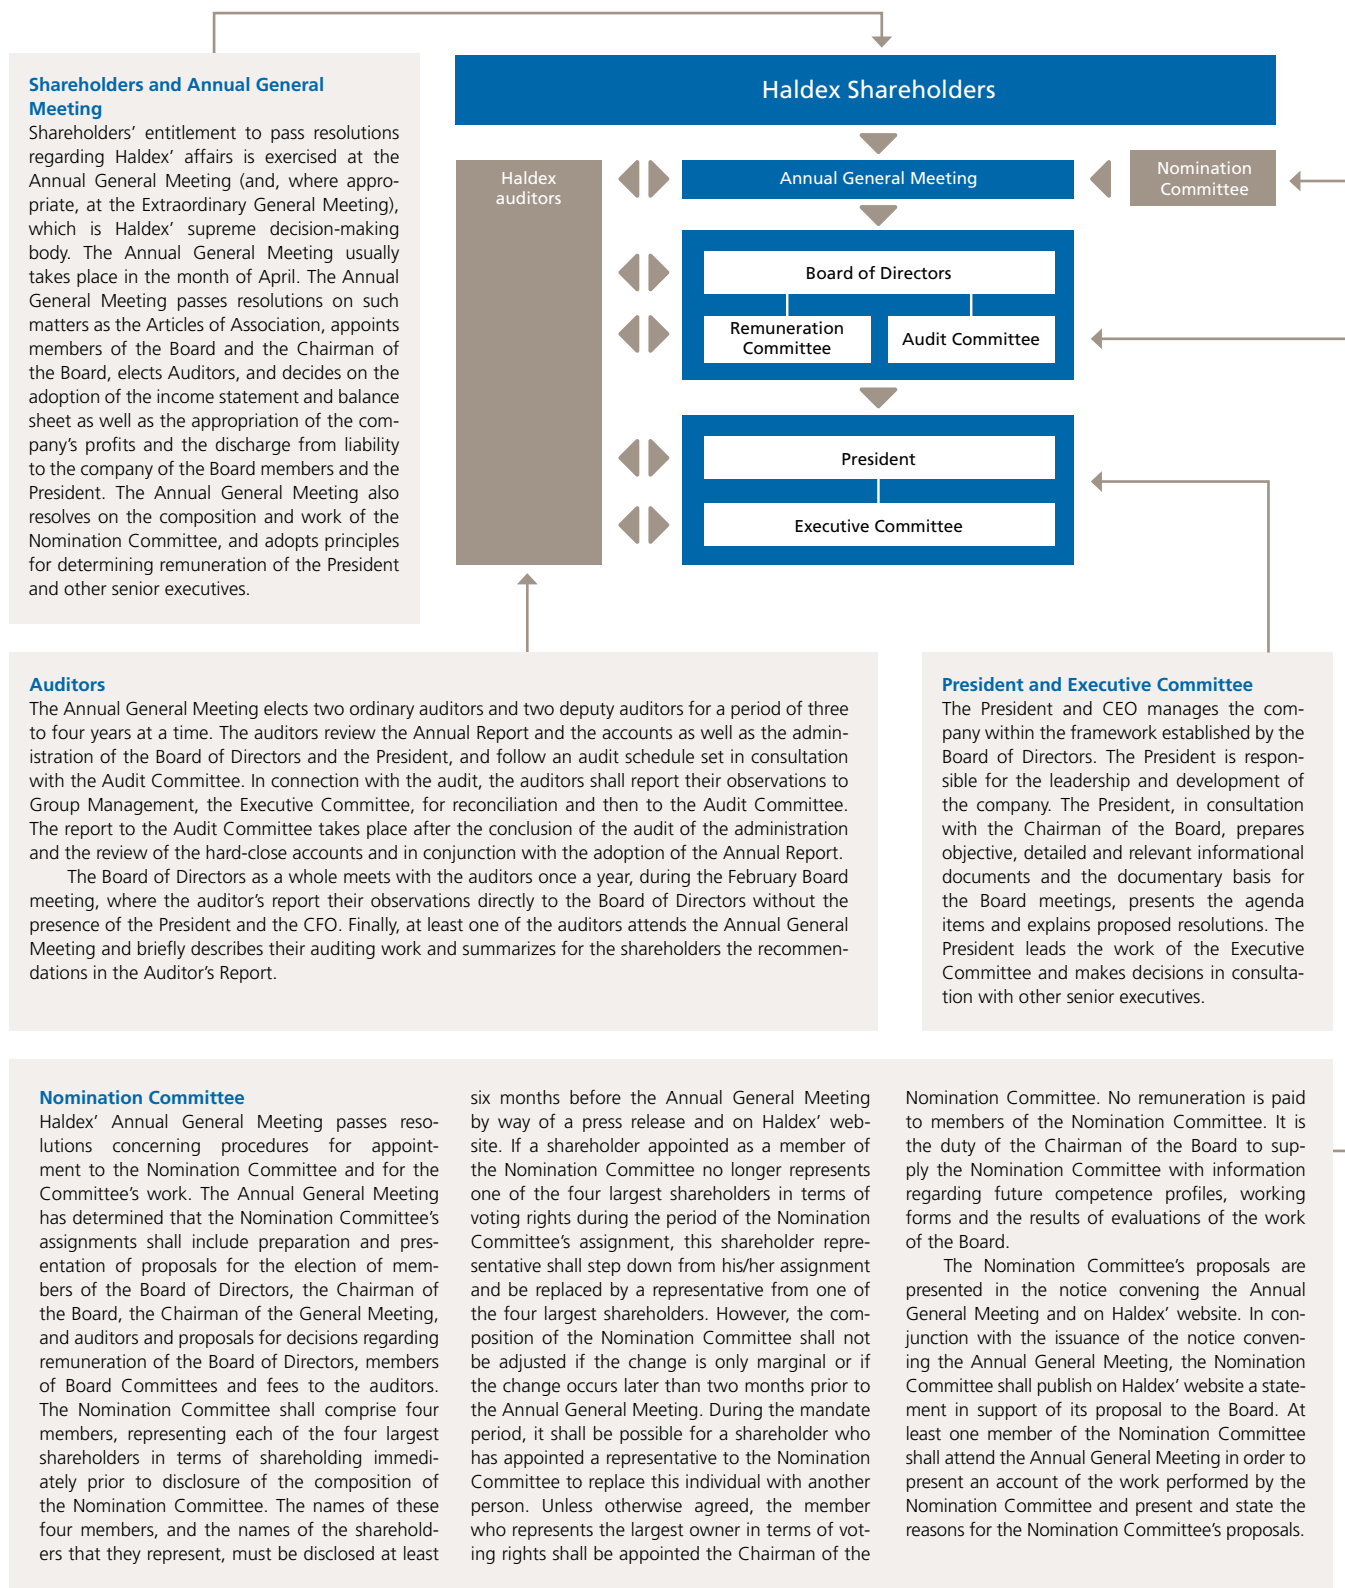 Shareholders and Annual General
Meeting
Shareholders’ entitlement to pass resolutions
regarding Haldex’ affairs is exercised at the
Annual General Meeting (and, where appro-
priate, at the Extraordinary General Meeting),
which is Haldex’ supreme decision-making
body. The Annual General Meeting usually
takes place in the month of April. The Annual
General Meeting passes resolutions on such
matters as the Articles of Association, appoints
members of the Board and the Chairman of
the Board, elects Auditors, and decides on the
adoption of the income statement and balance
sheet as well as the appropriation of the com-
pany’s profits and the discharge from liability
to the company of the Board members and the
President. The Annual General Meeting also
resolves on the composition and work of the
Nomination Committee, and adopts principles
for determining remuneration of the President
and other senior executives.
Haldex Shareholders
Haldex
auditors
Annual General Meeting
Nomination
Committee
Board of Directors
Remuneration
Committee
Audit Committee
President
Executive Committee
Auditors
The Annual General Meeting elects two ordinary auditors and two deputy auditors for a period of three
to four years at a time. The auditors review the Annual Report and the accounts as well as the admin-
istration of the Board of Directors and the President, and follow an audit schedule set in consultation
with the Audit Committee. In connection with the audit, the auditors shall report their observations to
Group Management, the Executive Committee, for reconciliation and then to the Audit Committee.
The report to the Audit Committee takes place after the conclusion of the audit of the administration
and the review of the hard-close accounts and in conjunction with the adoption of the Annual Report.
The Board of Directors as a whole meets with the auditors once a year, during the February Board
meeting, where the auditor’s report their observations directly to the Board of Directors without the
presence of the President and the CFO. Finally, at least one of the auditors attends the Annual General
Meeting and briefly describes their auditing work and summarizes for the shareholders the recommen-
dations in the Auditor’s Report.
President and Executive Committee
The President and CEO manages the com-
pany within the framework established by the
Board of Directors. The President is respon-
sible for the leadership and development of
the company. The President, in consultation
with the Chairman of the Board, prepares
objective, detailed and relevant informational
documents and the documentary basis for
the Board meetings, presents the agenda
items and explains proposed resolutions. The
President leads the work of the Executive
Committee and makes decisions in consulta-
tion with other senior executives.
Nomination Committee
Haldex’ Annual General Meeting passes reso-
lutions concerning procedures for appoint-
ment to the Nomination Committee and for the
Committee’s work. The Annual General Meeting
has determined that the Nomination Committee’s
assignments shall include preparation and pres-
entation of proposals for the election of mem-
bers of the Board of Directors, the Chairman of
the Board, the Chairman of the General Meeting,
and auditors and proposals for decisions regarding
remuneration of the Board of Directors, members
of Board Committees and fees to the auditors.
The Nomination Committee shall comprise four
members, representing each of the four largest
shareholders in terms of shareholding immedi-
ately prior to disclosure of the composition of
the Nomination Committee. The names of these
four members, and the names of the sharehold-
ers that they represent, must be disclosed at least
six months before the Annual General Meeting
by way of a press release and on Haldex’ web-
site. If a shareholder appointed as a member of
the Nomination Committee no longer represents
one of the four largest shareholders in terms of
voting rights during the period of the Nomination
Committee’s assignment, this shareholder repre-
sentative shall step down from his/her assignment
and be replaced by a representative from one of
the four largest shareholders. However, the com-
position of the Nomination Committee shall not
be adjusted if the change is only marginal or if
the change occurs later than two months prior to
the Annual General Meeting. During the mandate
period, it shall be possible for a shareholder who
has appointed a representative to the Nomination
Committee to replace this individual with another
person. Unless otherwise agreed, the member
who represents the largest owner in terms of vot-
ing rights shall be appointed the Chairman of the
Nomination Committee. No remuneration is paid
to members of the Nomination Committee. It is
the duty of the Chairman of the Board to sup-
ply the Nomination Committee with information
regarding future competence profiles, working
forms and the results of evaluations of the work
of the Board.
The Nomination Committee’s proposals are
presented in the notice convening the Annual
General Meeting and on Haldex’ website. In con-
junction with the issuance of the notice conven-
ing the Annual General Meeting, the Nomination
Committee shall publish on Haldex’ website a state-
ment in support of its proposal to the Board. At
least one member of the Nomination Committee
shall attend the Annual General Meeting in order to
present an account of the work performed by the
Nomination Committee and present and state the
reasons for the Nomination Committee’s proposals.